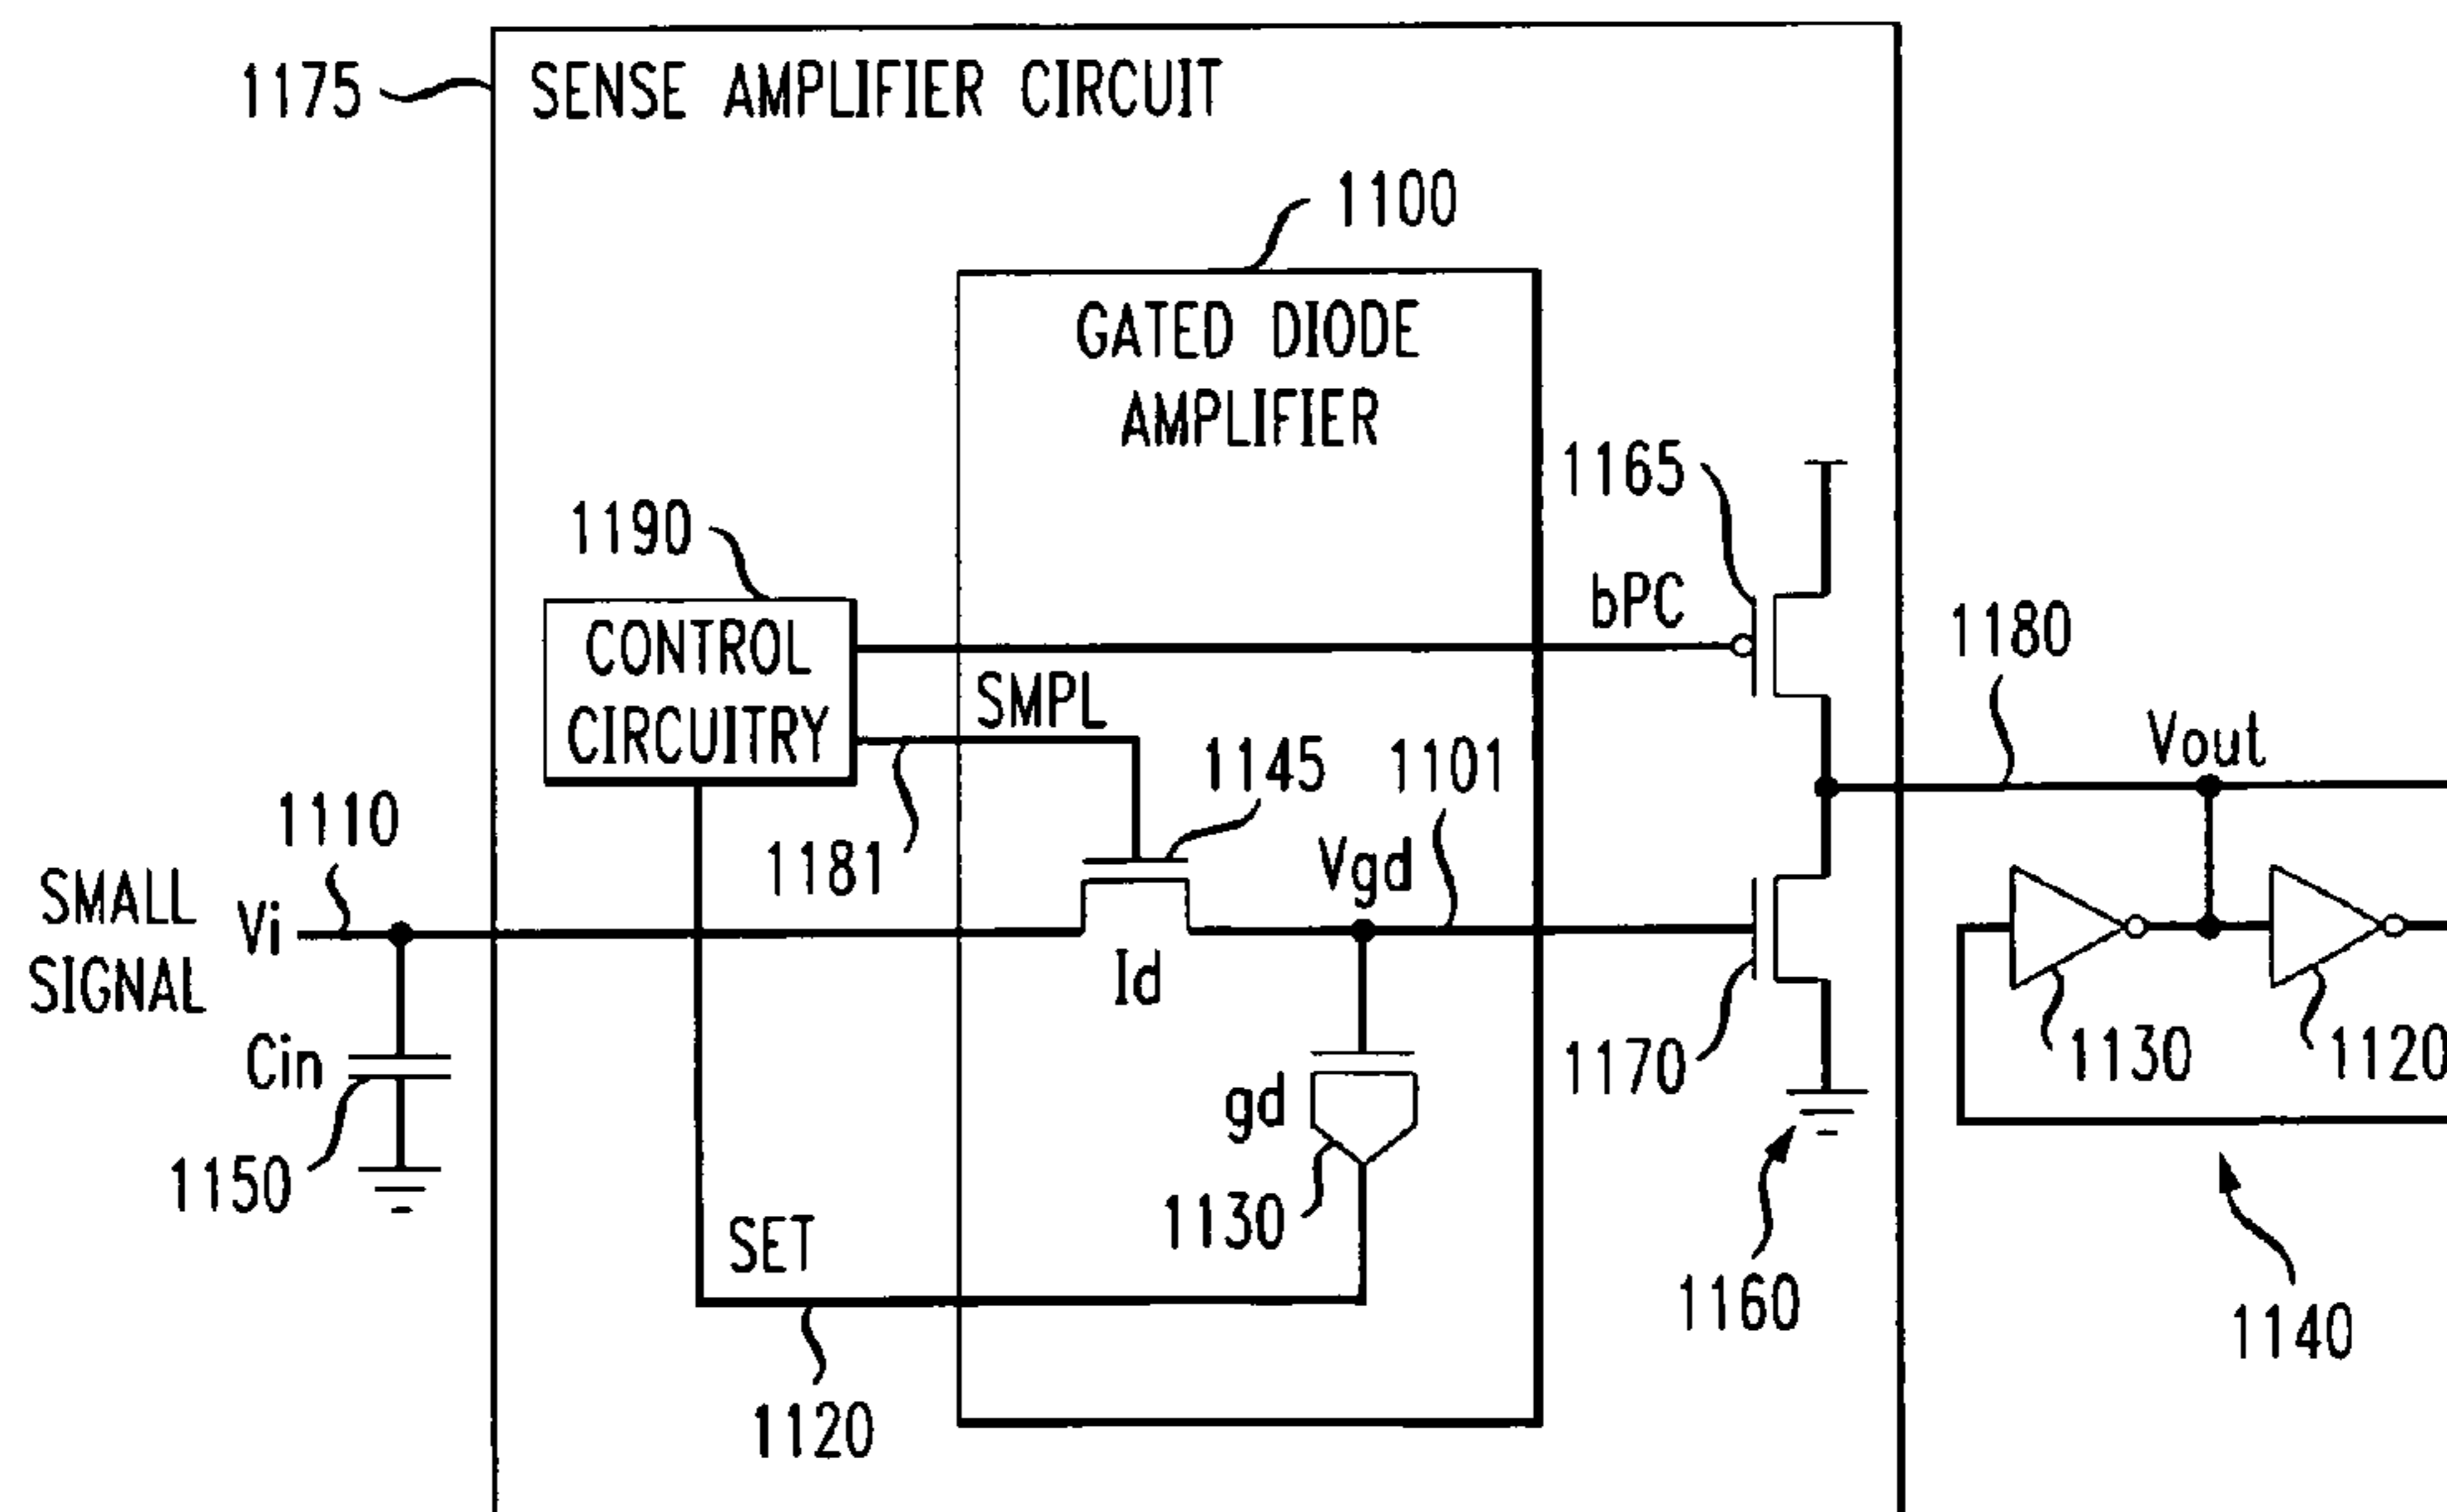 1175
SENSE AMPLIFIER CIRCUIT
1100
GATED DIODE
AMPLIFIER
1165
1190
bPC
1180
CONTROL
CIRCUITRY
SMPL
1145
1101
Vout
1110
1181
Vgd
SMALL
SIGNAL
Vi
Id
Cin
1170
1130
1120
gd
1150
1130
SET
1160
1140
1120